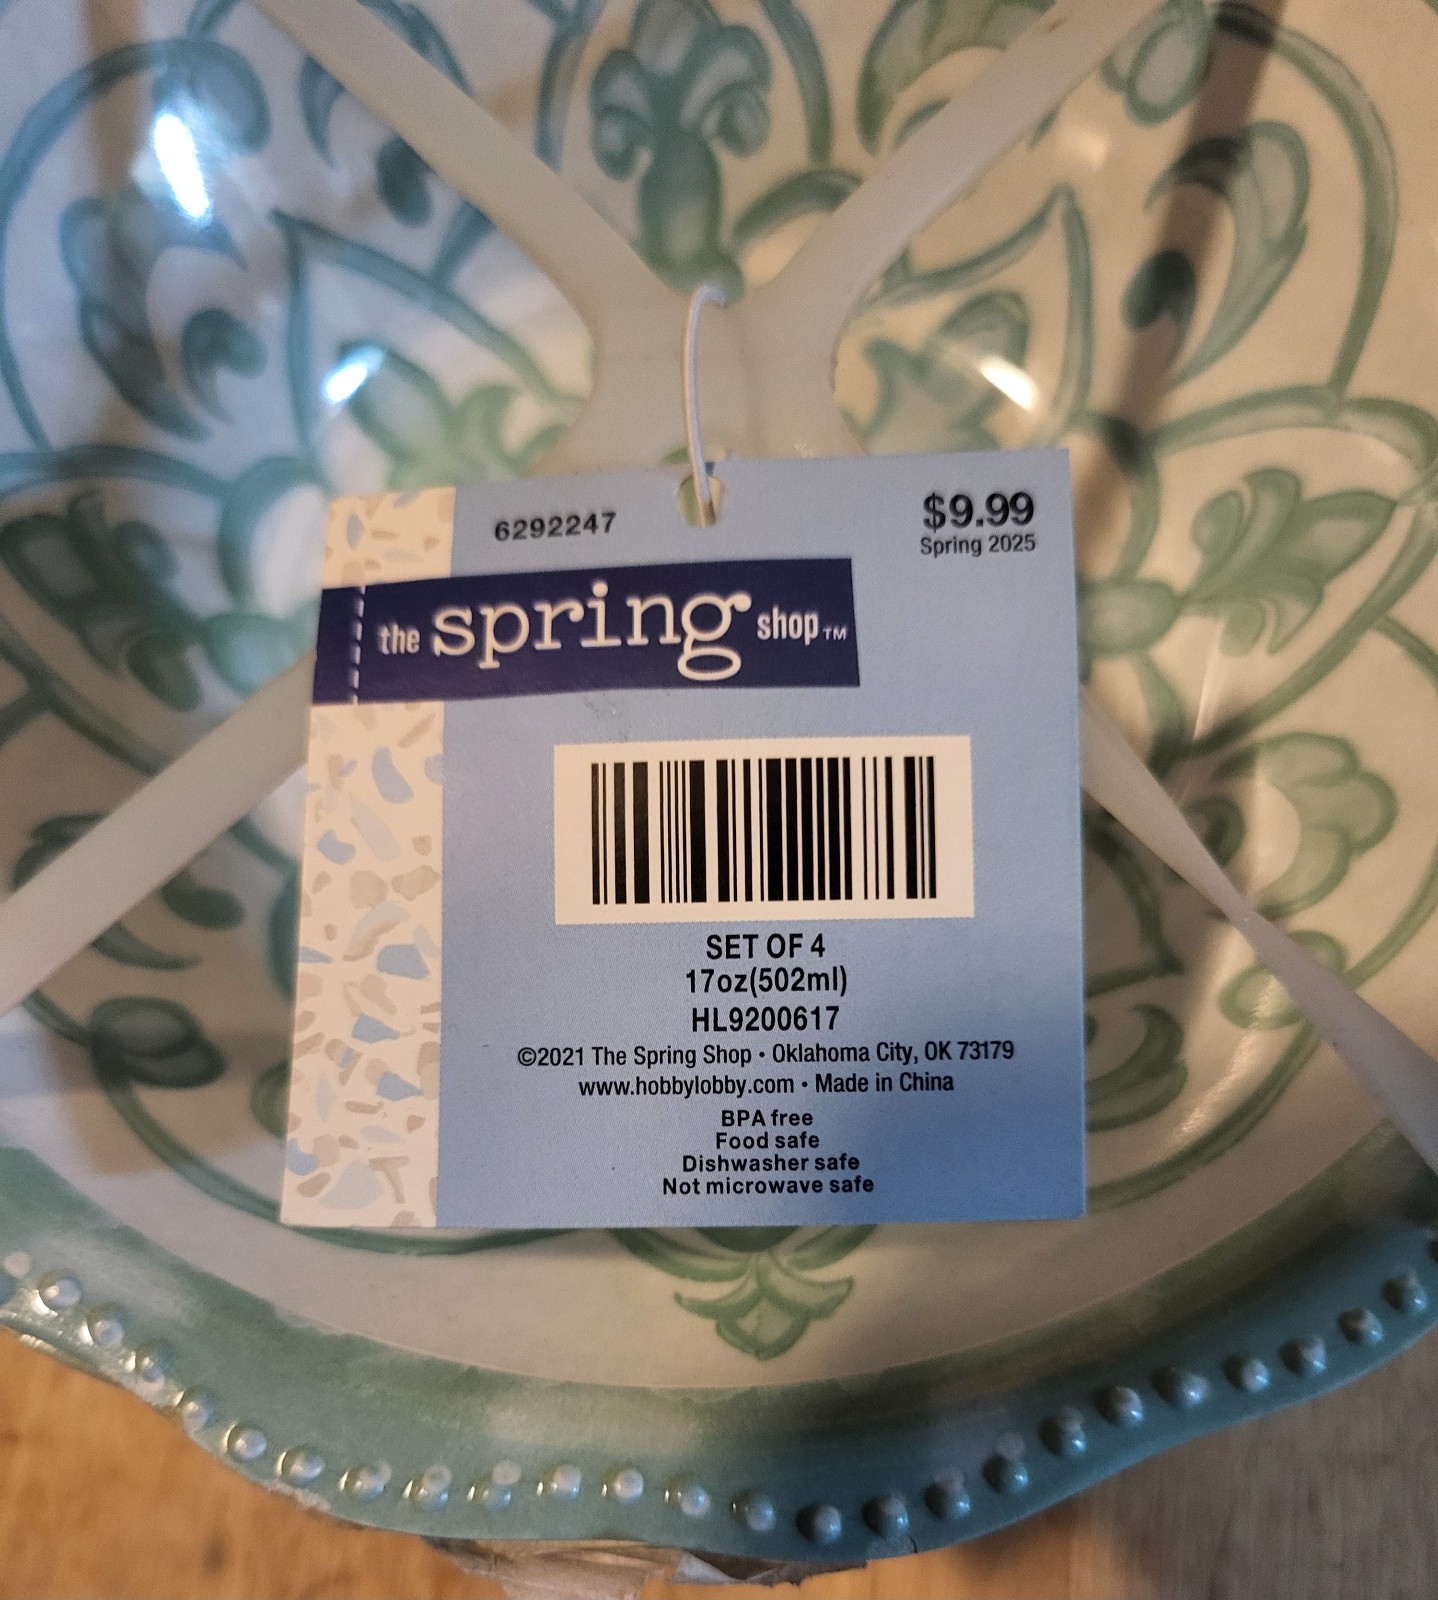 6292247
$9.99
Spring 2025
the spring shop™
SET OF 4
17oz(502ml)
HL9200617
©2021 The Spring Shop • Oklahoma City, OK 73179
www.hobbylobby.com • Made in China
BPA free
Food safe
Dishwasher safe
Not microwave safe